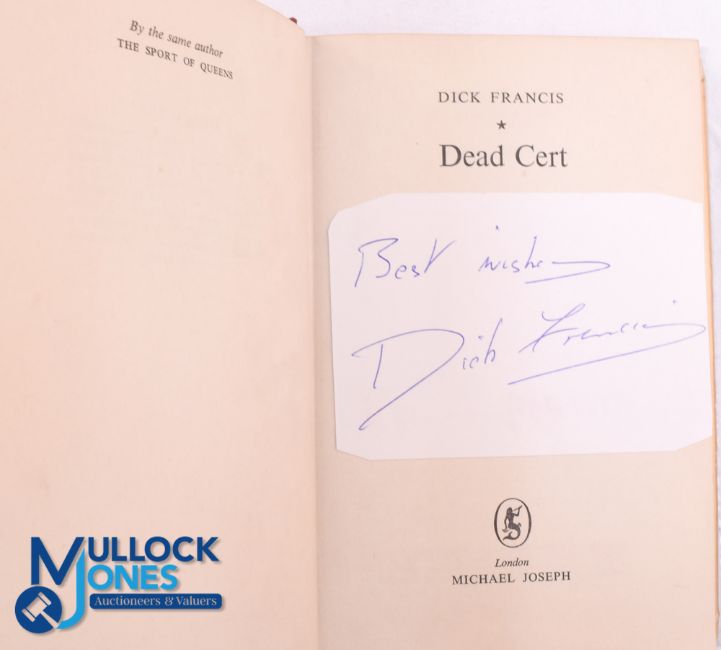 By the same author
THE SPORT OF QUEENS
DICK FRANCIS
★
Dead Cert
Best wishes
Dick Francis
London
MICHAEL JOSEPH
MULLOCK
JONES
Auctioneers & Valuers